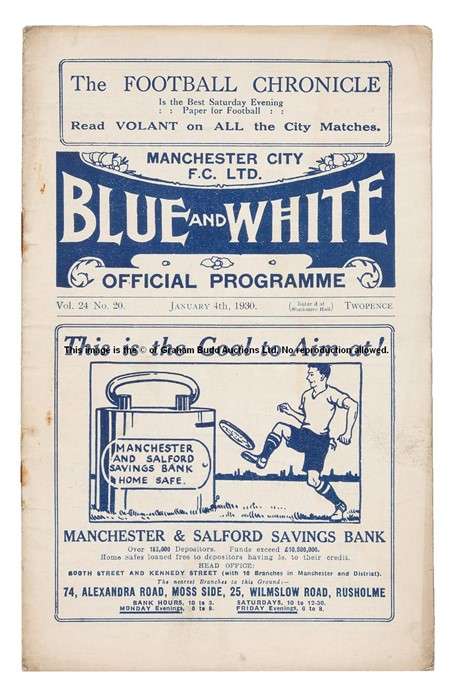 The FOOTBALL CHRONICLE
Is the Best Saturday Evening
: : Paper for Football : :
Read VOLANT on ALL the City Matches.
MANCHESTER CITY
F.C. LTD.
BLUE AND WHITE
OFFICIAL PROGRAMME
Vol. 24 No. 20.
JANUARY 4th, 1930.
(Enter'd at Stationers' Hall)
TWOPENCE.
This is the Goal to Aim at!
This image is the © of Graham Budd Auctions Ltd. No reproduction allowed.
MANCHESTER
AND SALFORD
SAVINGS BANK
HOME SAFE.
MANCHESTER & SALFORD SAVINGS BANK
Over 183,000 Depositors. Funds exceed £10,500,000.
Home Safes loaned free to depositors having 5s. to their credit.
HEAD OFFICE:
BOOTH STREET AND KENNEDY STREET (with 16 Branches in Manchester and District).
The nearest Branches to this Ground:—
74, ALEXANDRA ROAD, MOSS SIDE, 25, WILMSLOW ROAD, RUSHOLME
BANK HOURS, 10 to 3. SATURDAYS, 10 to 12-30.
MONDAY Evenings, 6 to 8. FRIDAY Evenings, 6 to 8.